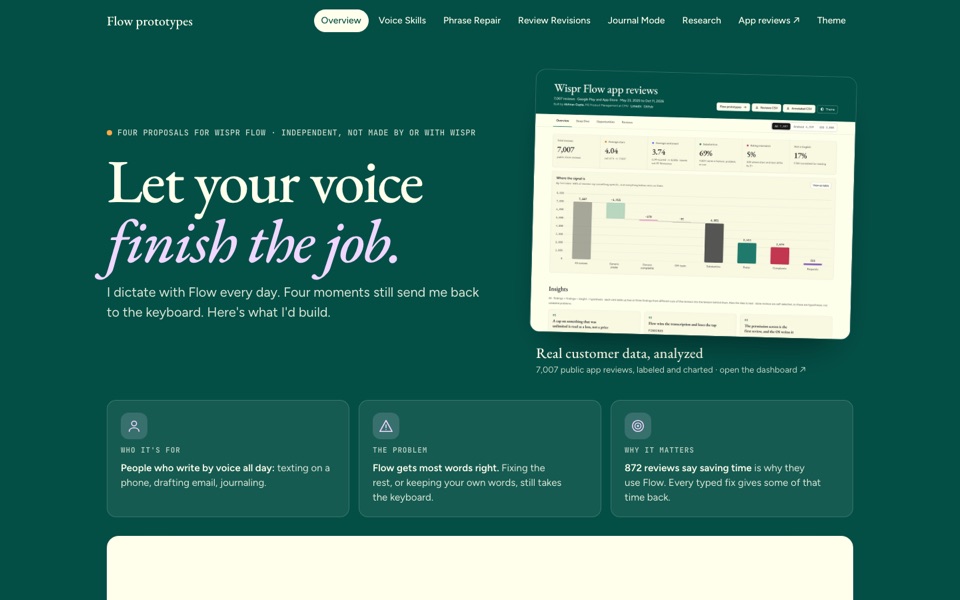 Flow prototypes
Overview
Voice Skills
Phrase Repair
Review Revisions
Journal Mode
Research
App reviews ↗
Theme
FOUR PROPOSALS FOR WISPR FLOW · INDEPENDENT, NOT MADE BY OR WITH WISPR
Let your voice
finish the job.
I dictate with Flow every day. Four moments still send me back
to the keyboard. Here's what I'd build.
Wispr Flow app reviews
7,007
4.04
3.74
69%
5%
17%
Where the signal is
Insights
Real customer data, analyzed
7,007 public app reviews, labeled and charted · open the dashboard ↗
WHO IT'S FOR
People who write by voice all day: texting on a
phone, drafting email, journaling.
THE PROBLEM
Flow gets most words right. Fixing the
rest, or keeping your own words, still takes
the keyboard.
WHY IT MATTERS
872 reviews say saving time is why they
use Flow. Every typed fix gives some of that
time back.